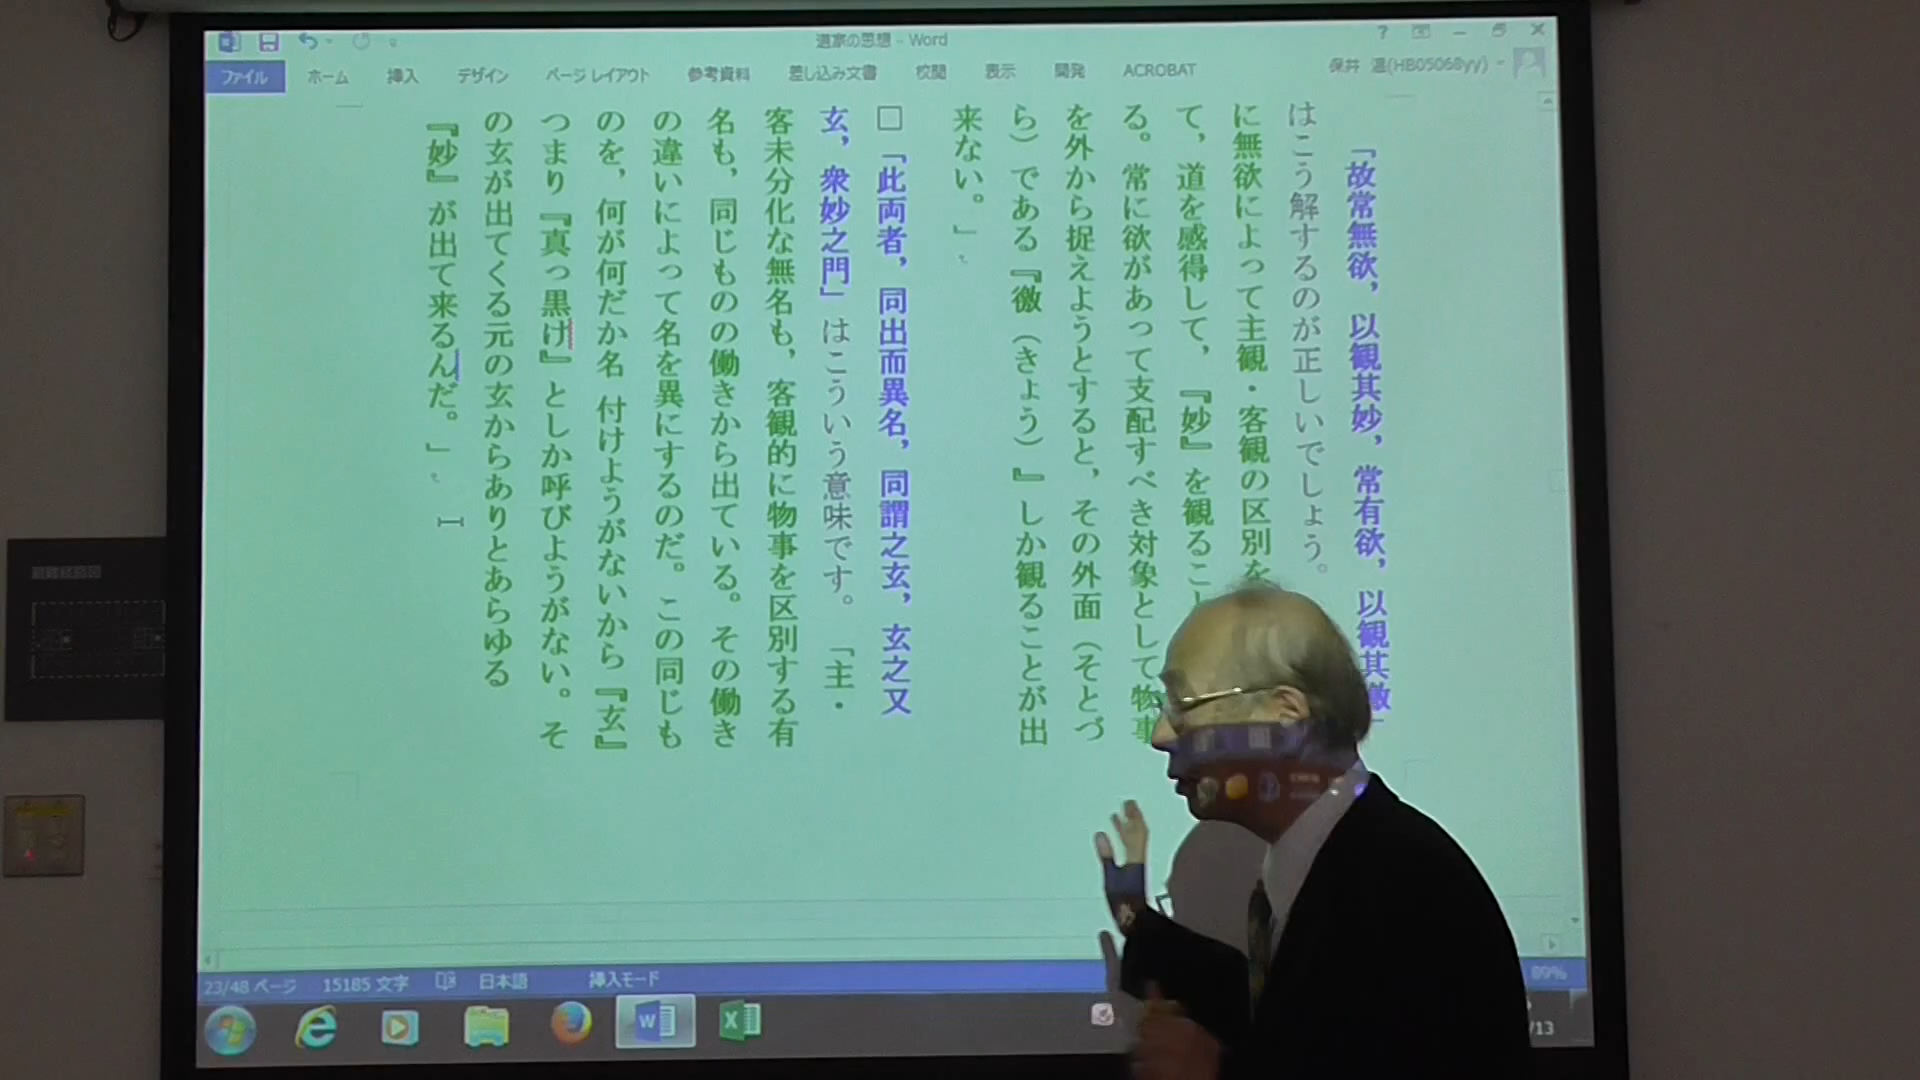 道家の思想 - Word
ファイル ホーム 挿入 デザイン ページ レイアウト 参考資料 差し込み文書 校閲 表示 開発 ACROBAT
保井 温(HB05068yy)
「故常無欲，以観其妙，常有欲，以観其徼」
はこう解するのが正しいでしょう。
に無欲によって主観・客観の区別を
て，道を感得して，『妙』を観ること
る。常に欲があって支配すべき対象として物事
を外から捉えようとすると，その外面（そとづ
ら）である『徼（きょう）』しか観ることが出
来ない。」
□「此両者，同出而異名，同謂之玄，玄之又
玄，衆妙之門」はこういう意味です。「主・
客未分化な無名も，客観的に物事を区別する有
名も，同じものの働きから出ている。その働き
の違いによって名を異にするのだ。この同じも
のを，何が何だか名 付けようがないから『玄』
つまり『真っ黒け』としか呼びようがない。そ
の玄が出てくる元の玄からありとあらゆる
『妙』が出て来るんだ。」
23/48 ページ 15185 文字 日本語 挿入モード 89%
/13